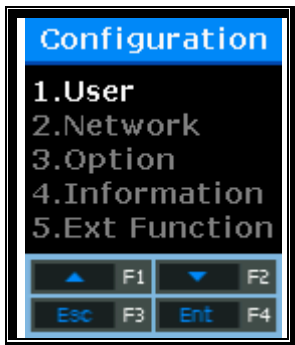 Configuration
1.User
2.Network
3.Option
4.Information
5.Ext Function
F1 F2
Esc F3 Ent F4